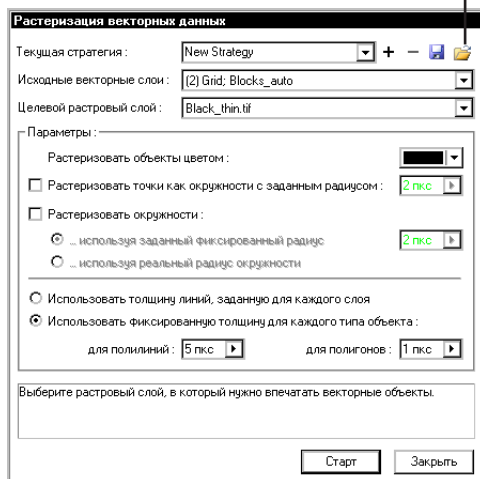 Растеризация векторных данных
Текущая стратегия : New Strategy
Исходные векторные слои : (2) Grid; Blocks_auto
Целевой растровый слой : Black_thin.tif
Параметры :
Растеризовать объекты цветом :
Растеризовать точки как окружности с заданным радиусом : 2 пкс
Растеризовать окружности :
... используя заданный фиксированный радиус 2 пкс
... используя реальный радиус окружности
Использовать толщину линий, заданную для каждого слоя
Использовать фиксированную толщину для каждого типа объекта :
для полилиний : 5 пкс для полигонов : 1 пкс
Выберите растровый слой, в который нужно впечатать векторные объекты.
Старт Закрыть